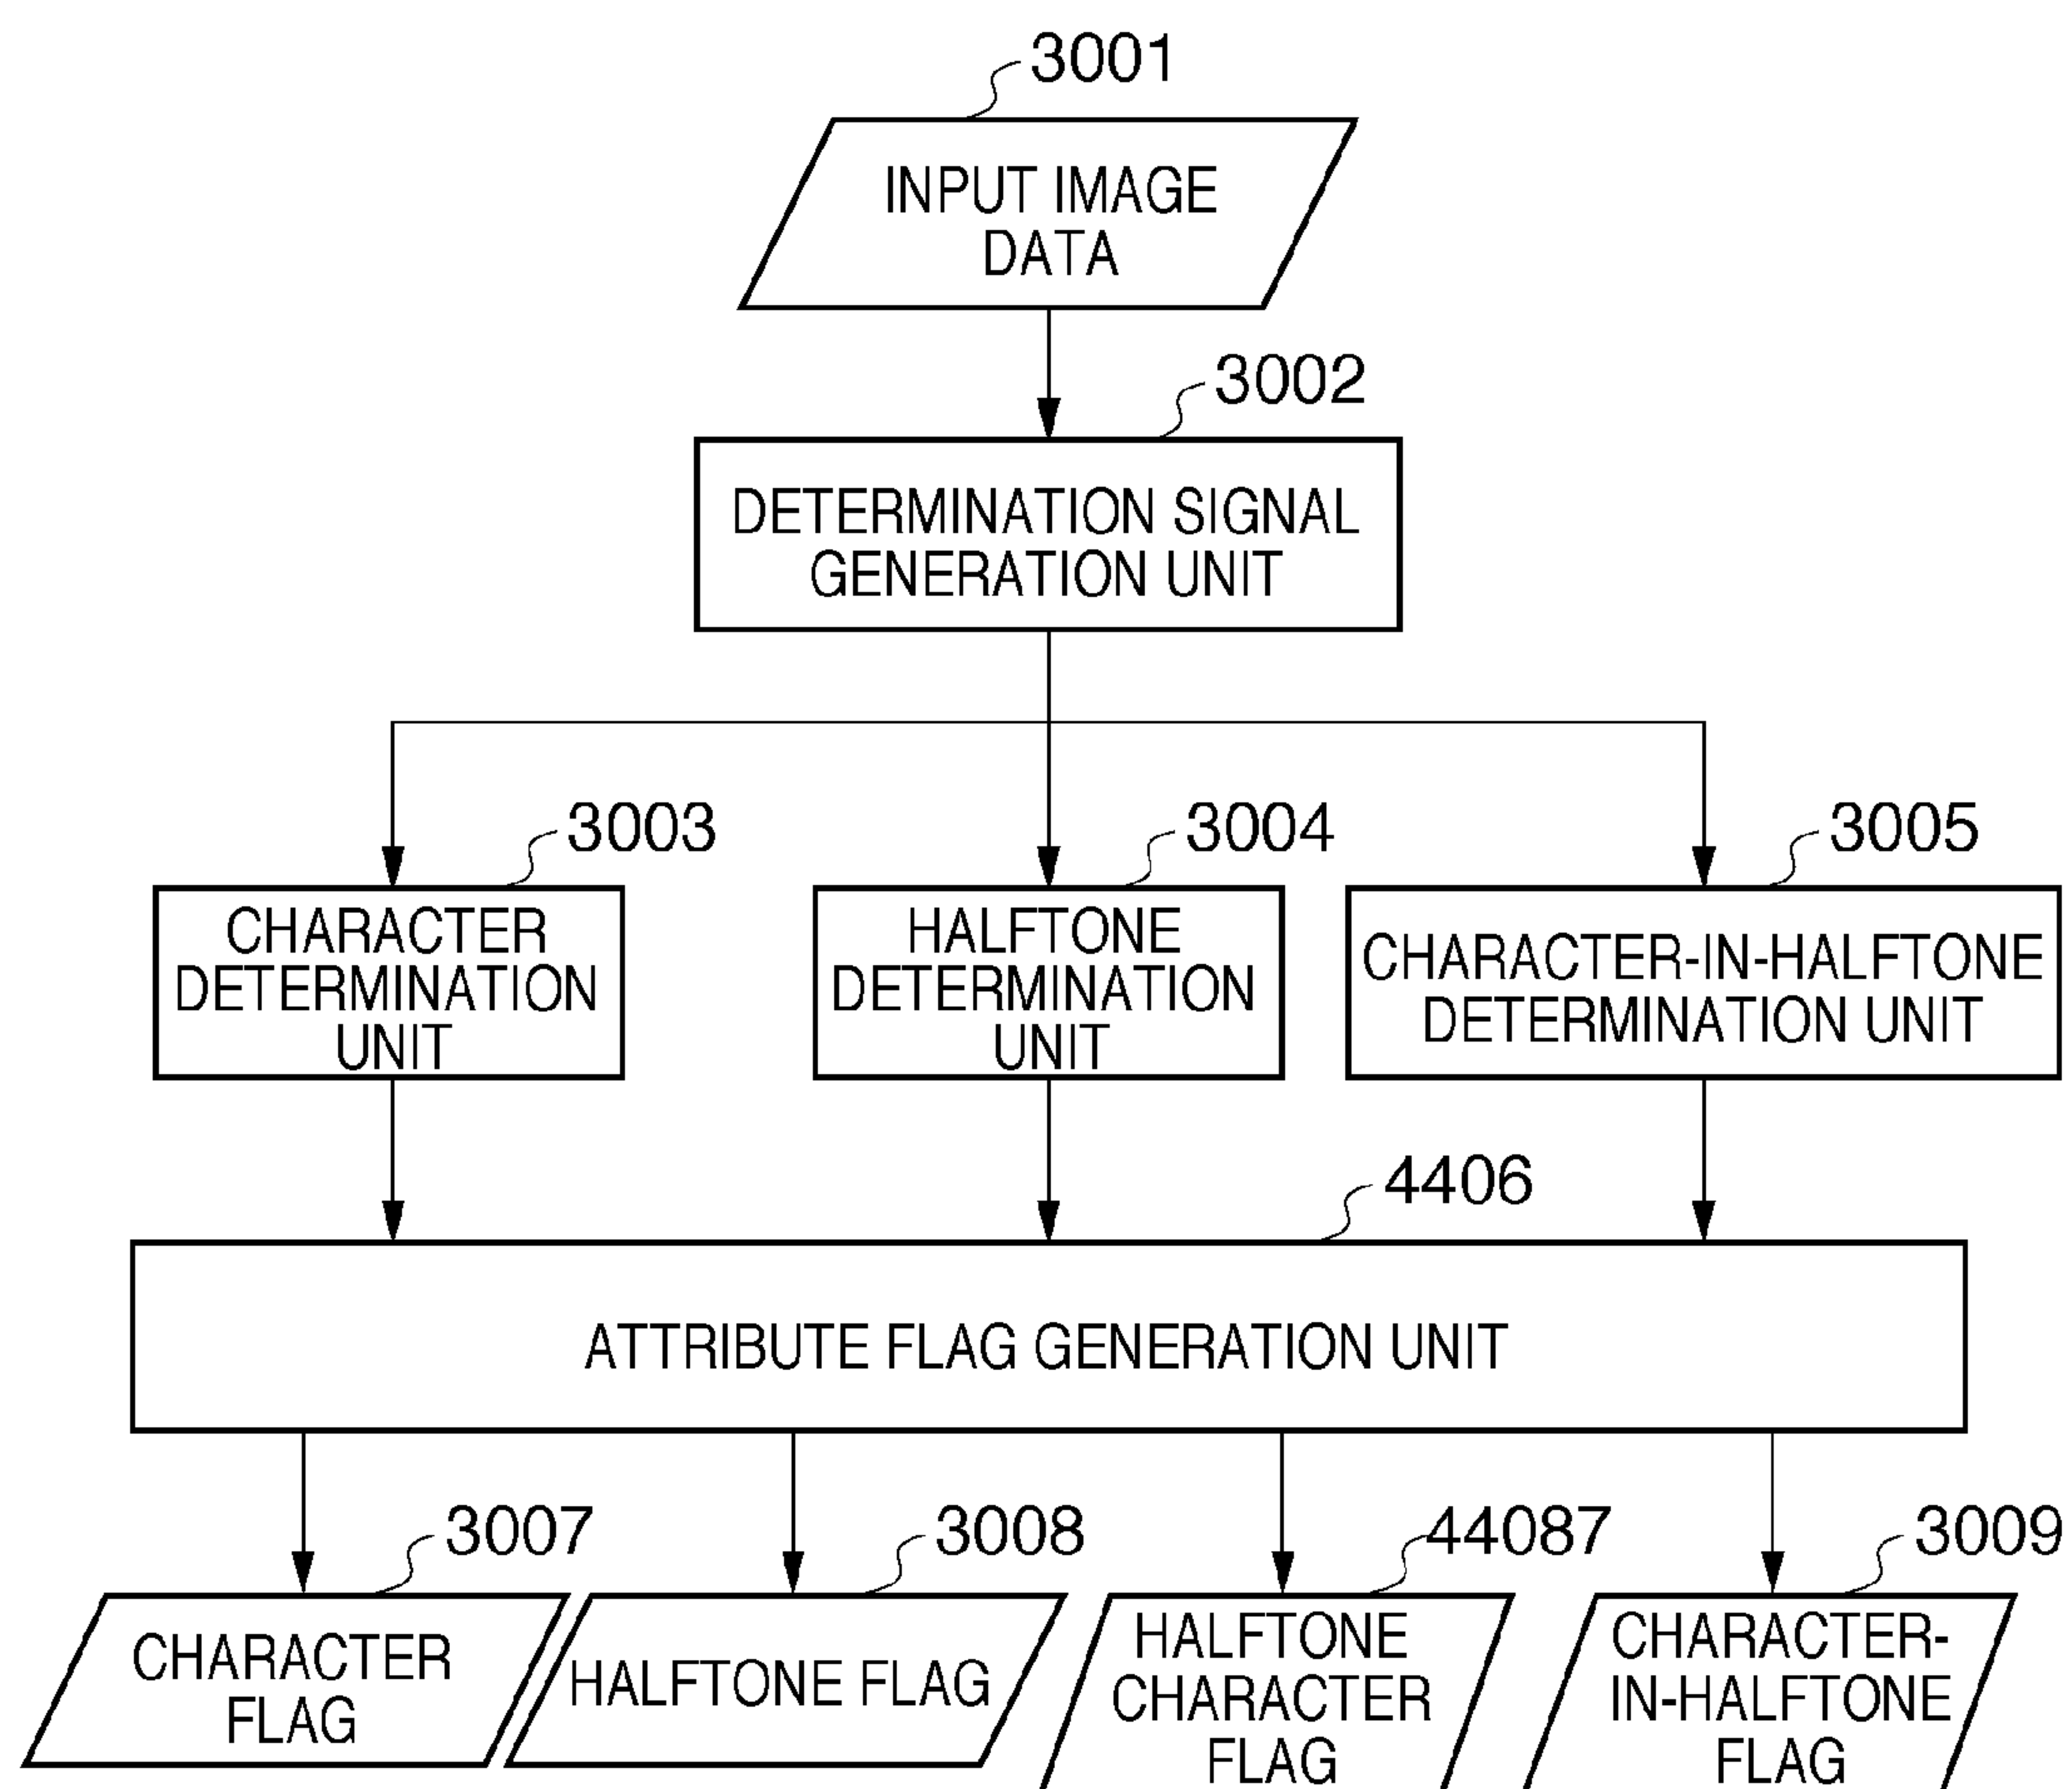 3001
INPUT IMAGE
DATA
3002
DETERMINATION SIGNAL
GENERATION UNIT
3003
CHARACTER
DETERMINATION
UNIT
3004
HALFTONE
DETERMINATION
UNIT
3005
CHARACTER-IN-HALFTONE
DETERMINATION UNIT
4406
ATTRIBUTE FLAG GENERATION UNIT
3007
CHARACTER
FLAG
3008
HALFTONE FLAG
44087
HALFTONE
CHARACTER
FLAG
3009
CHARACTER-
IN-HALFTONE
FLAG